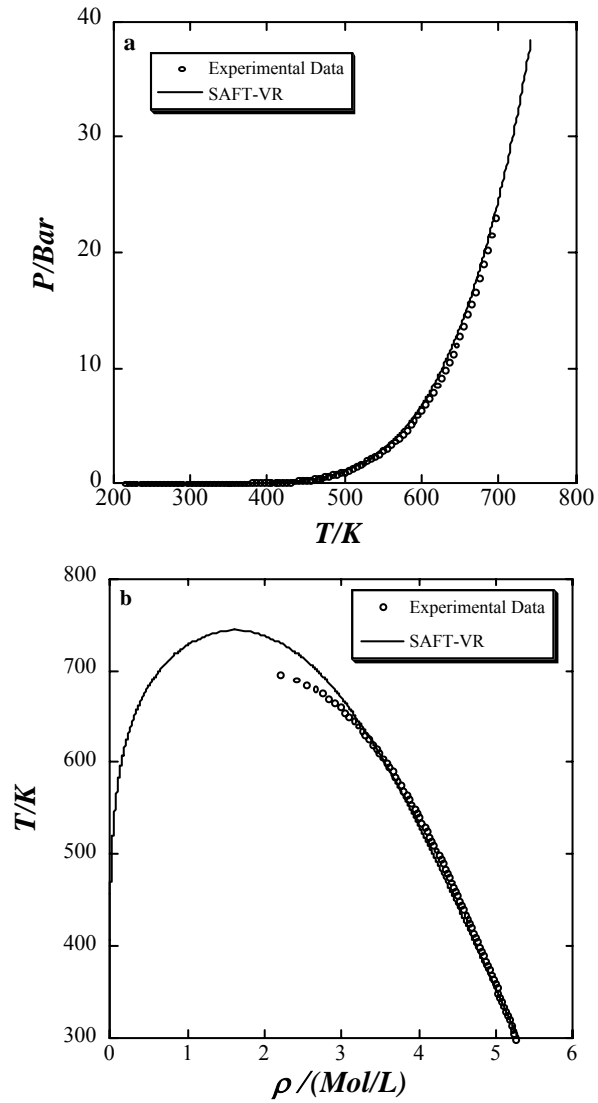 40
a
Experimental Data
SAFT-VR
30
P/Bar
20
10
0
200 300 400 500 600 700 800
T/K
800
b
Experimental Data
SAFT-VR
700
600
T/K
500
400
300
0 1 2 3 4 5 6
ρ /(Mol/L)